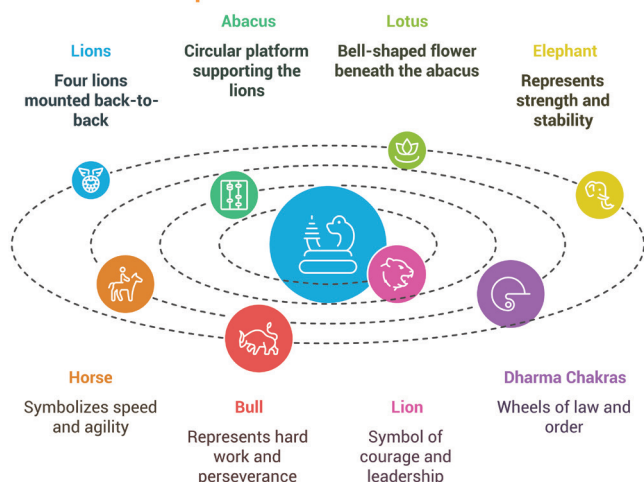 Abacus
Circular platform
supporting the
lions
Lotus
Bell-shaped flower
beneath the abacus
Lions
Four lions
mounted back-to-
back
Elephant
Represents
strength and
stability
Horse
Symbolizes speed
and agility
Bull
Represents hard
work and
perseverance
Lion
Symbol of
courage and
leadership
Dharma Chakras
Wheels of law and
order